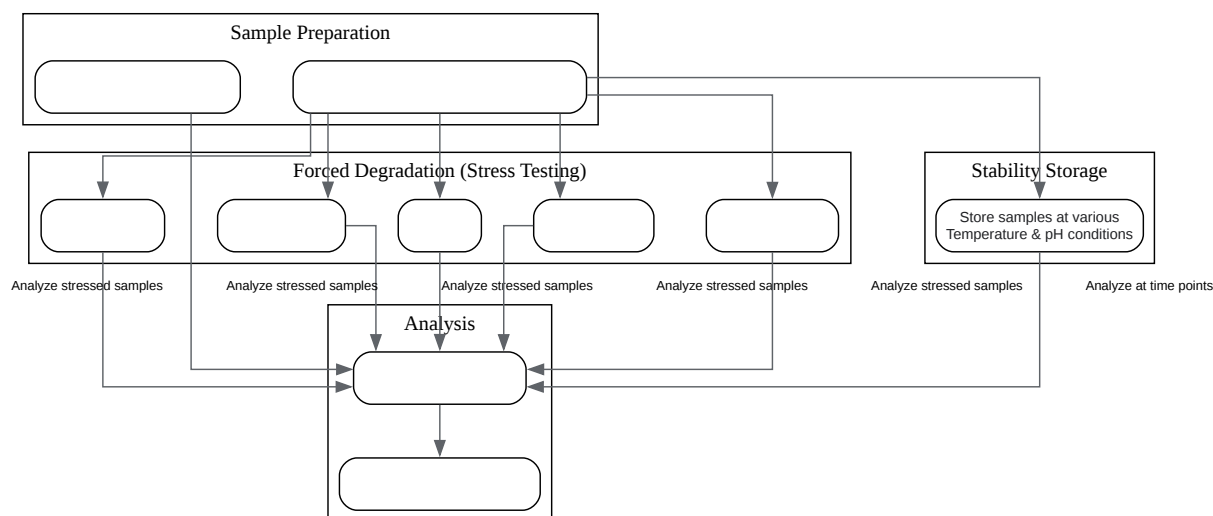 Sample Preparation
Forced Degradation (Stress Testing)
Stability Storage
Store samples at various
Temperature & pH conditions
Analyze stressed samples
Analyze stressed samples
Analyze stressed samples
Analyze stressed samples
Analyze stressed samples
Analyze at time points
Analysis